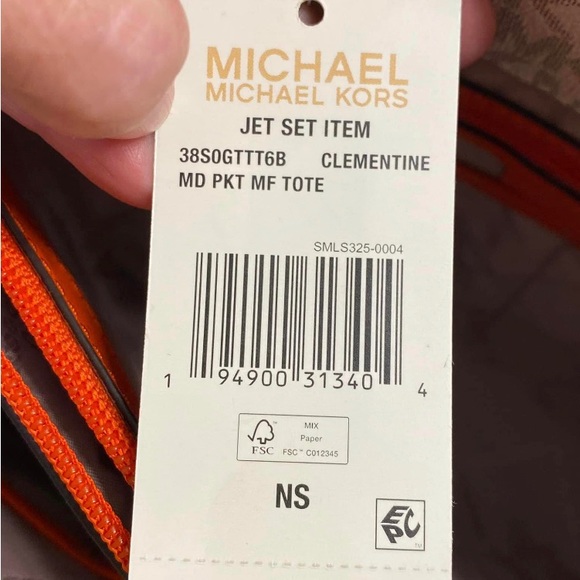 MICHAEL
MICHAEL KORS
JET SET ITEM
38S0GTTT6B CLEMENTINE
MD PKT MF TOTE
SMLS325-0004
1 94900 31340 4
FSC
MIX
Paper
FSC™ C012345
NS
EPC™